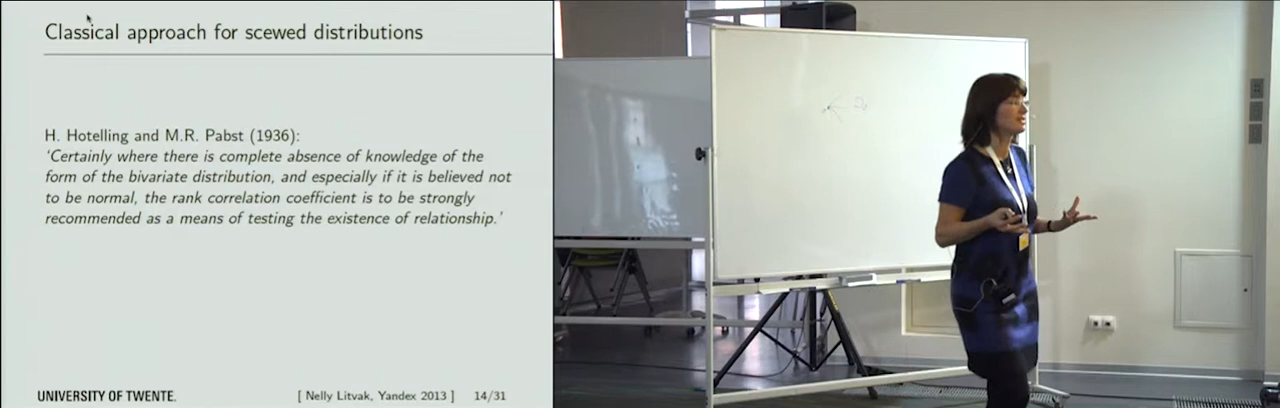 Classical approach for scewed distributions
H. Hotelling and M.R. Pabst (1936):
'Certainly where there is complete absence of knowledge of the
form of the bivariate distribution, and especially if it is believed not
to be normal, the rank correlation coefficient is to be strongly
recommended as a means of testing the existence of relationship.'
UNIVERSITY OF TWENTE.
[ Nelly Litvak, Yandex 2013 ] 14/31